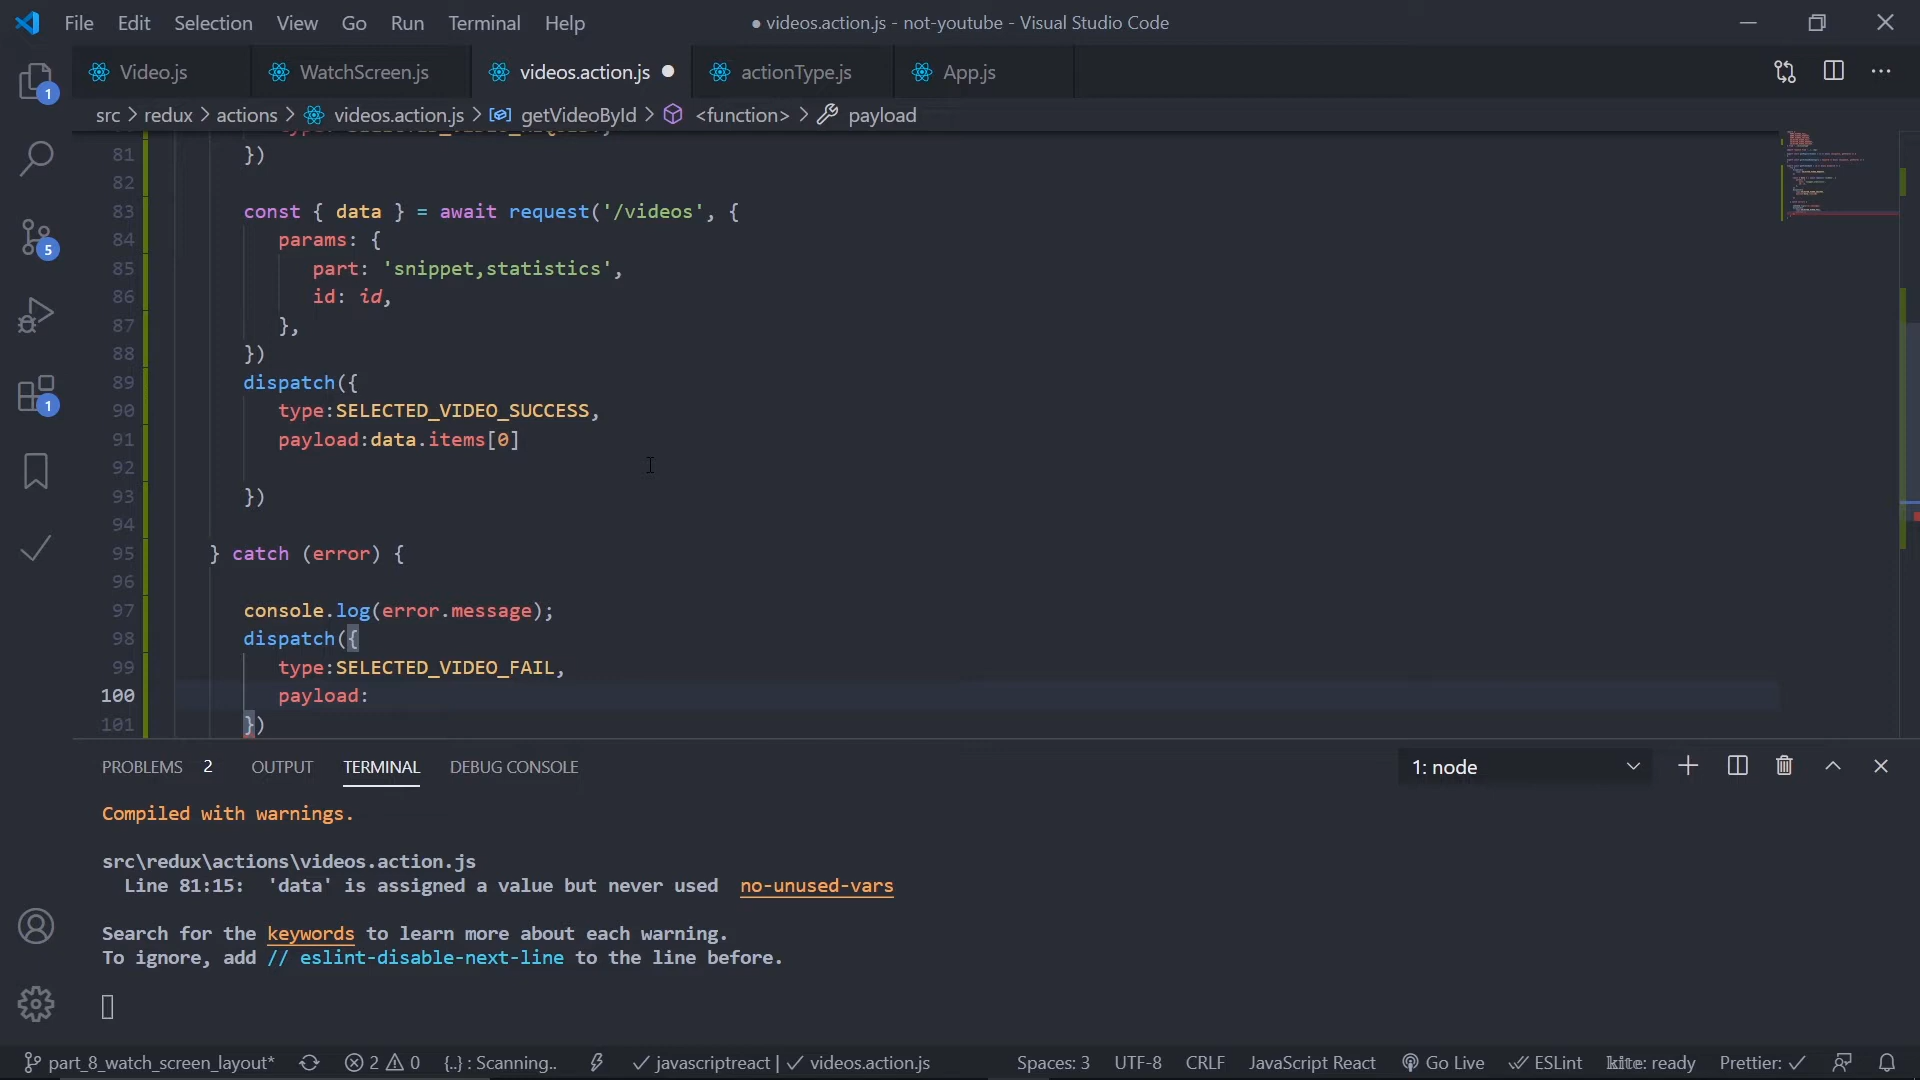 File Edit Selection View Go Run Terminal Help
● videos.action.js - not-youtube - Visual Studio Code
Video.js WatchScreen.js videos.action.js actionType.js App.js
src > redux > actions > videos.action.js > getVideoById > <function> > payload
81 })
82
83 const { data } = await request('/videos', {
84 params: {
85 part: 'snippet,statistics',
86 id: id,
87 },
88 })
89 dispatch({
90 type:SELECTED_VIDEO_SUCCESS,
91 payload:data.items[0]
92
93 })
94
95 } catch (error) {
96
97 console.log(error.message);
98 dispatch({
99 type:SELECTED_VIDEO_FAIL,
100 payload:
101 })
1
5
1
PROBLEMS 2 OUTPUT TERMINAL DEBUG CONSOLE 1: node
Compiled with warnings.
src\redux\actions\videos.action.js
Line 81:15: 'data' is assigned a value but never used no-unused-vars
Search for the keywords to learn more about each warning.
To ignore, add // eslint-disable-next-line to the line before.
part_8_watch_screen_layout* 2 0 {..} : Scanning.. javascriptreact | videos.action.js Spaces: 3 UTF-8 CRLF JavaScript React Go Live ESLint kite: ready Prettier: